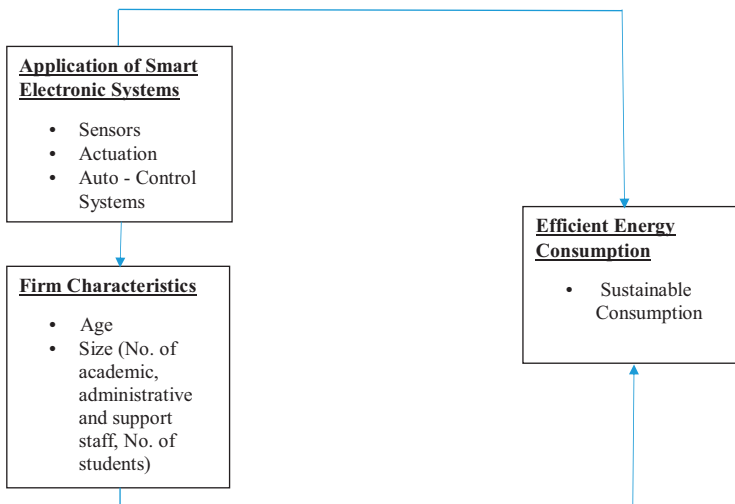 Application of Smart
Electronic Systems
• Sensors
• Actuation
• Auto - Control
Systems
Firm Characteristics
• Age
• Size (No. of
academic,
administrative
and support
staff, No. of
students)
Efficient Energy
Consumption
• Sustainable
Consumption